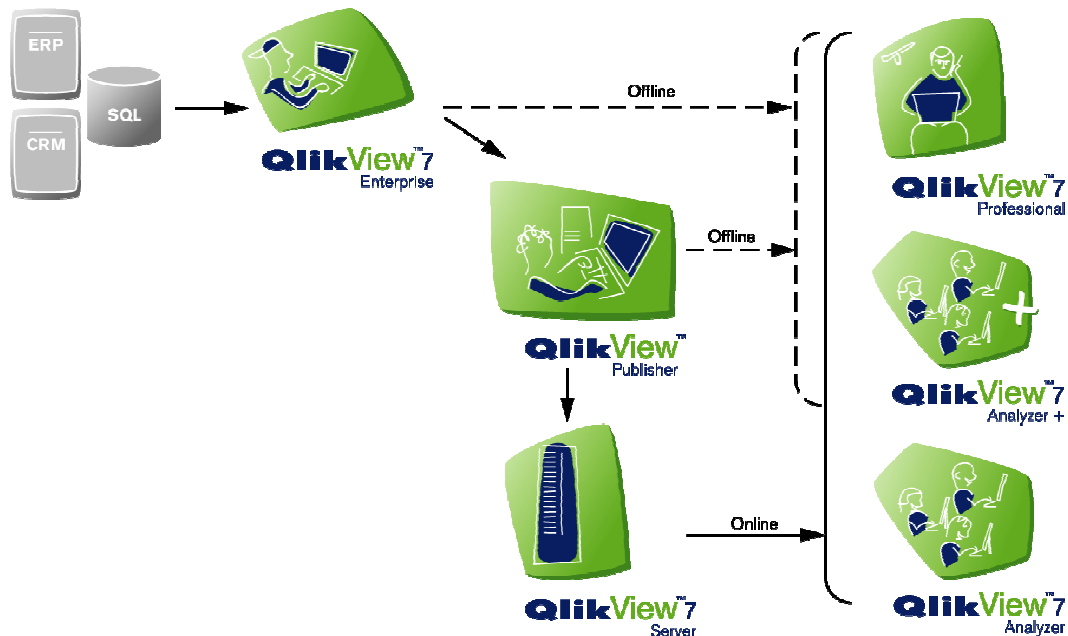 ERP
SQL
CRM
QlikView™7
Enterprise
Offline
QlikView™7
Professional
Offline
QlikView™
Publisher
+
QlikView™7
Analyzer +
Online
QlikView™7
Server
QlikView™7
Analyzer